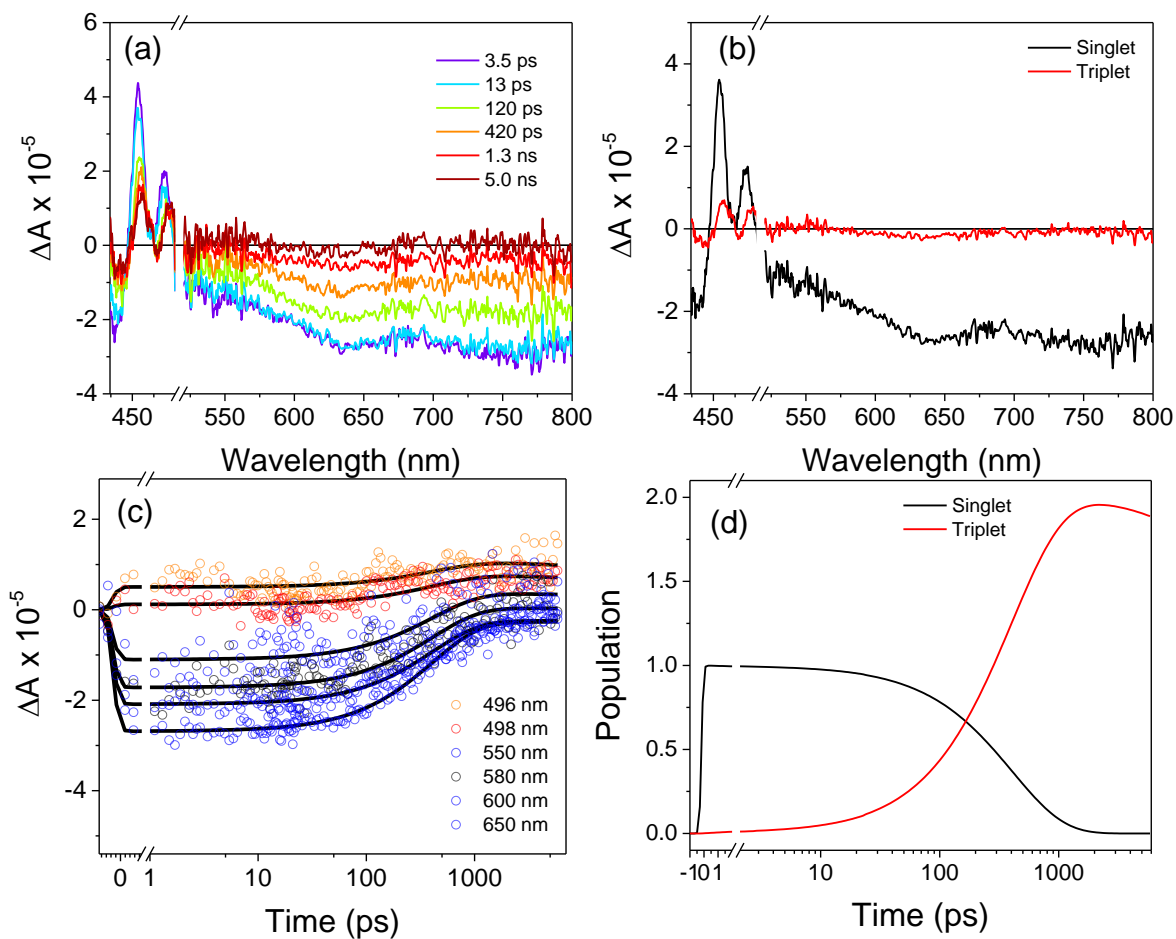 (a)
3.5 ps
13 ps
120 ps
420 ps
1.3 ns
5.0 ns
6
4
2
0
-2
-4
ΔA x 10⁻⁵
450 550 600 650 700 750 800
Wavelength (nm)
(b)
Singlet
Triplet
4
2
0
-2
-4
ΔA x 10⁻⁵
450 550 600 650 700 750 800
Wavelength (nm)
(c)
496 nm
498 nm
550 nm
580 nm
600 nm
650 nm
2
0
-2
-4
ΔA x 10⁻⁵
0 1 10 100 1000
Time (ps)
(d)
Singlet
Triplet
2.0
1.5
1.0
0.5
0.0
Population
-10 1 10 100 1000
Time (ps)